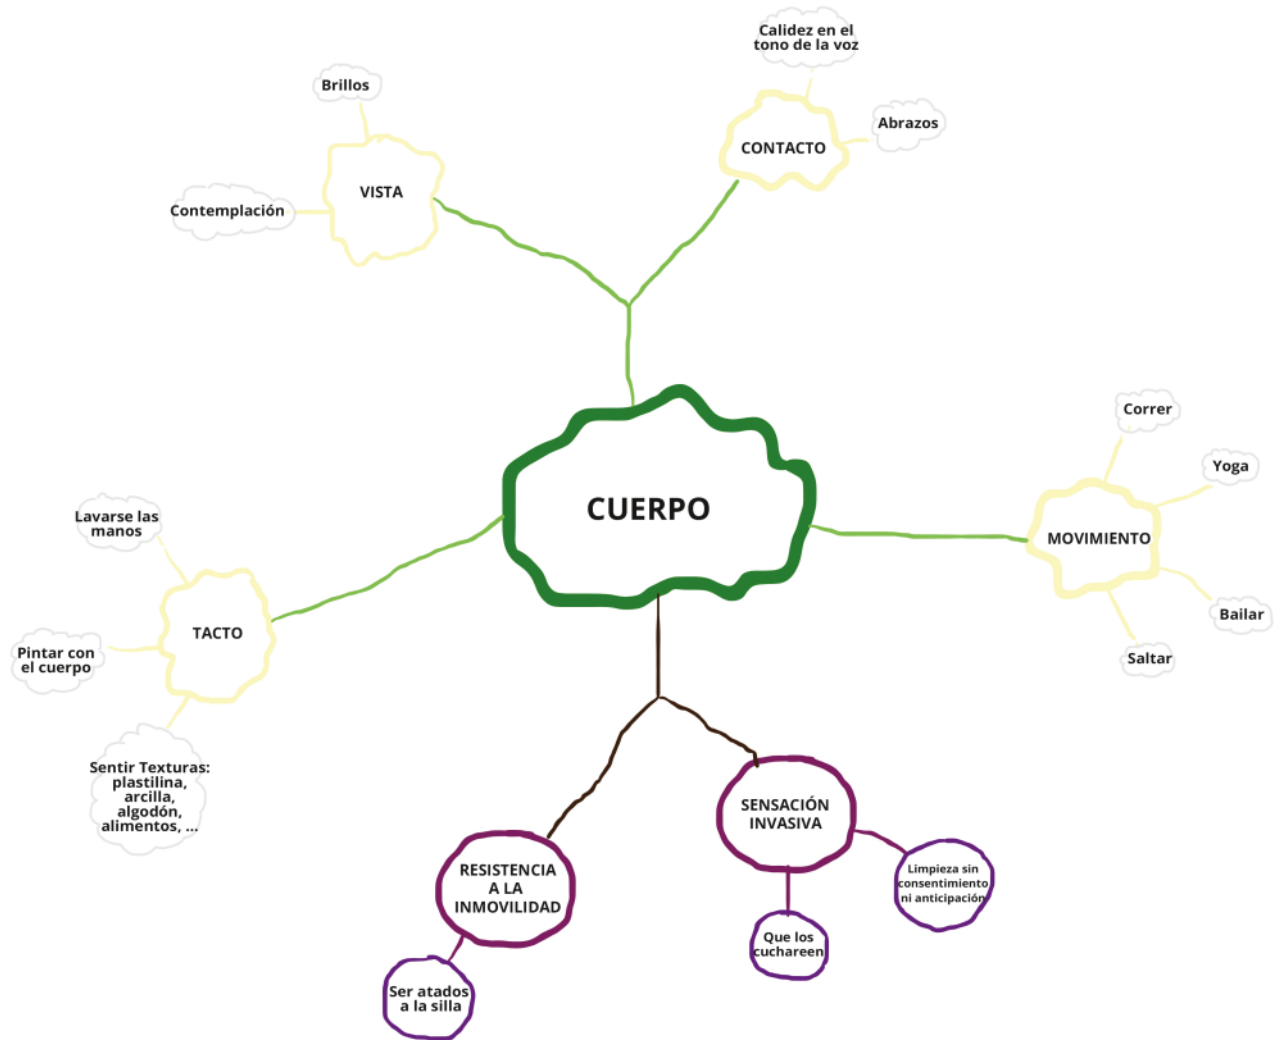 Calidez en el
tono de la voz
Brillos
Abrazos
CONTACTO
VISTA
Contemplación
Correr
Yoga
CUERPO
Lavarse las
manos
MOVIMIENTO
Bailar
TACTO
Pintar con
el cuerpo
Saltar
Sentir Texturas:
plastilina,
arcilla,
algodón,
alimentos, ...
SENSACIÓN
INVASIVA
RESISTENCIA
A LA
INMOVILIDAD
Limpieza sin
consentimiento
ni anticipación
Que los
cuchareen
Ser atados
a la silla